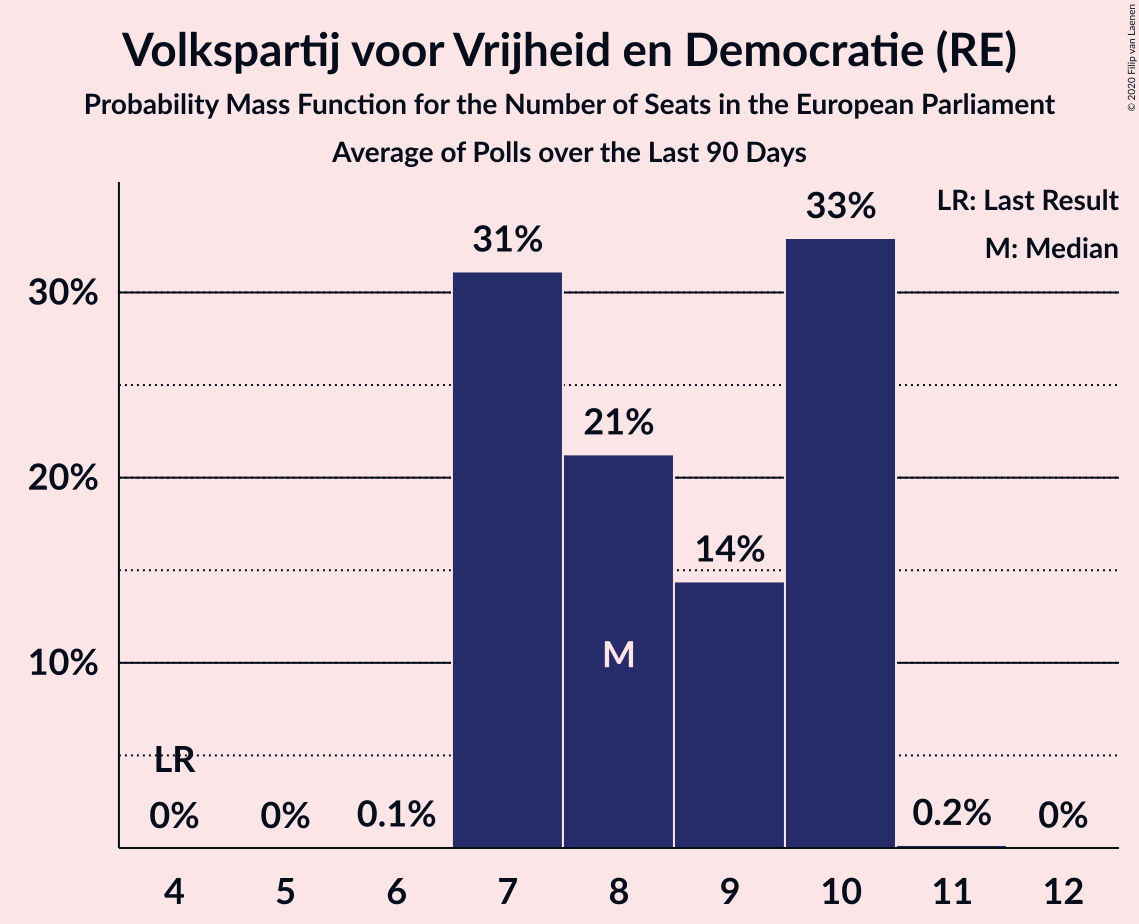 Volkspartij voor Vrijheid en Democratie (RE)
Probability Mass Function for the Number of Seats in the European Parliament
Average of Polls over the Last 90 Days
© 2020 Filip van Laenen
LR: Last Result
M: Median
33%
31%
30%
21%
20%
14%
M
10%
LR
0%
0%
0.1%
0.2%
0%
4 5 6 7 8 9 10 11 12